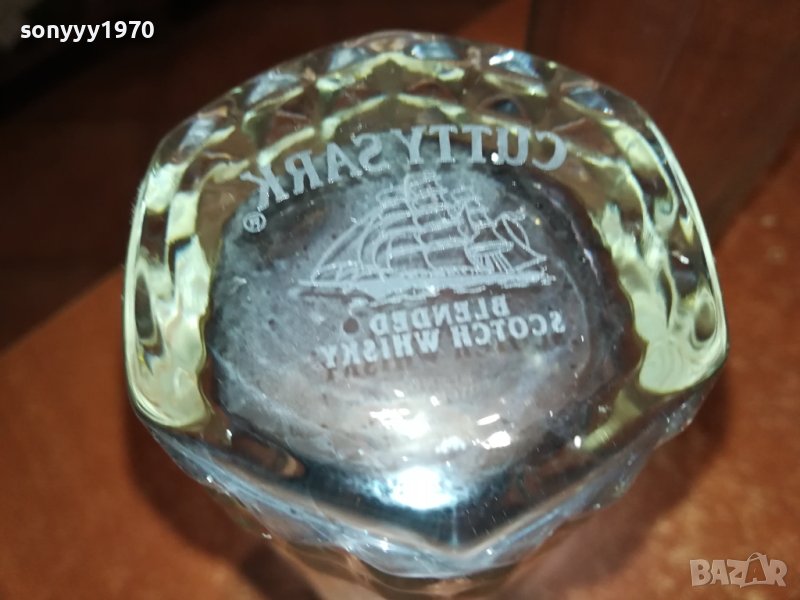 sonyyy1970
CUTTY SARK®
BLENDED
SCOTCH WHISKY
BAZAR